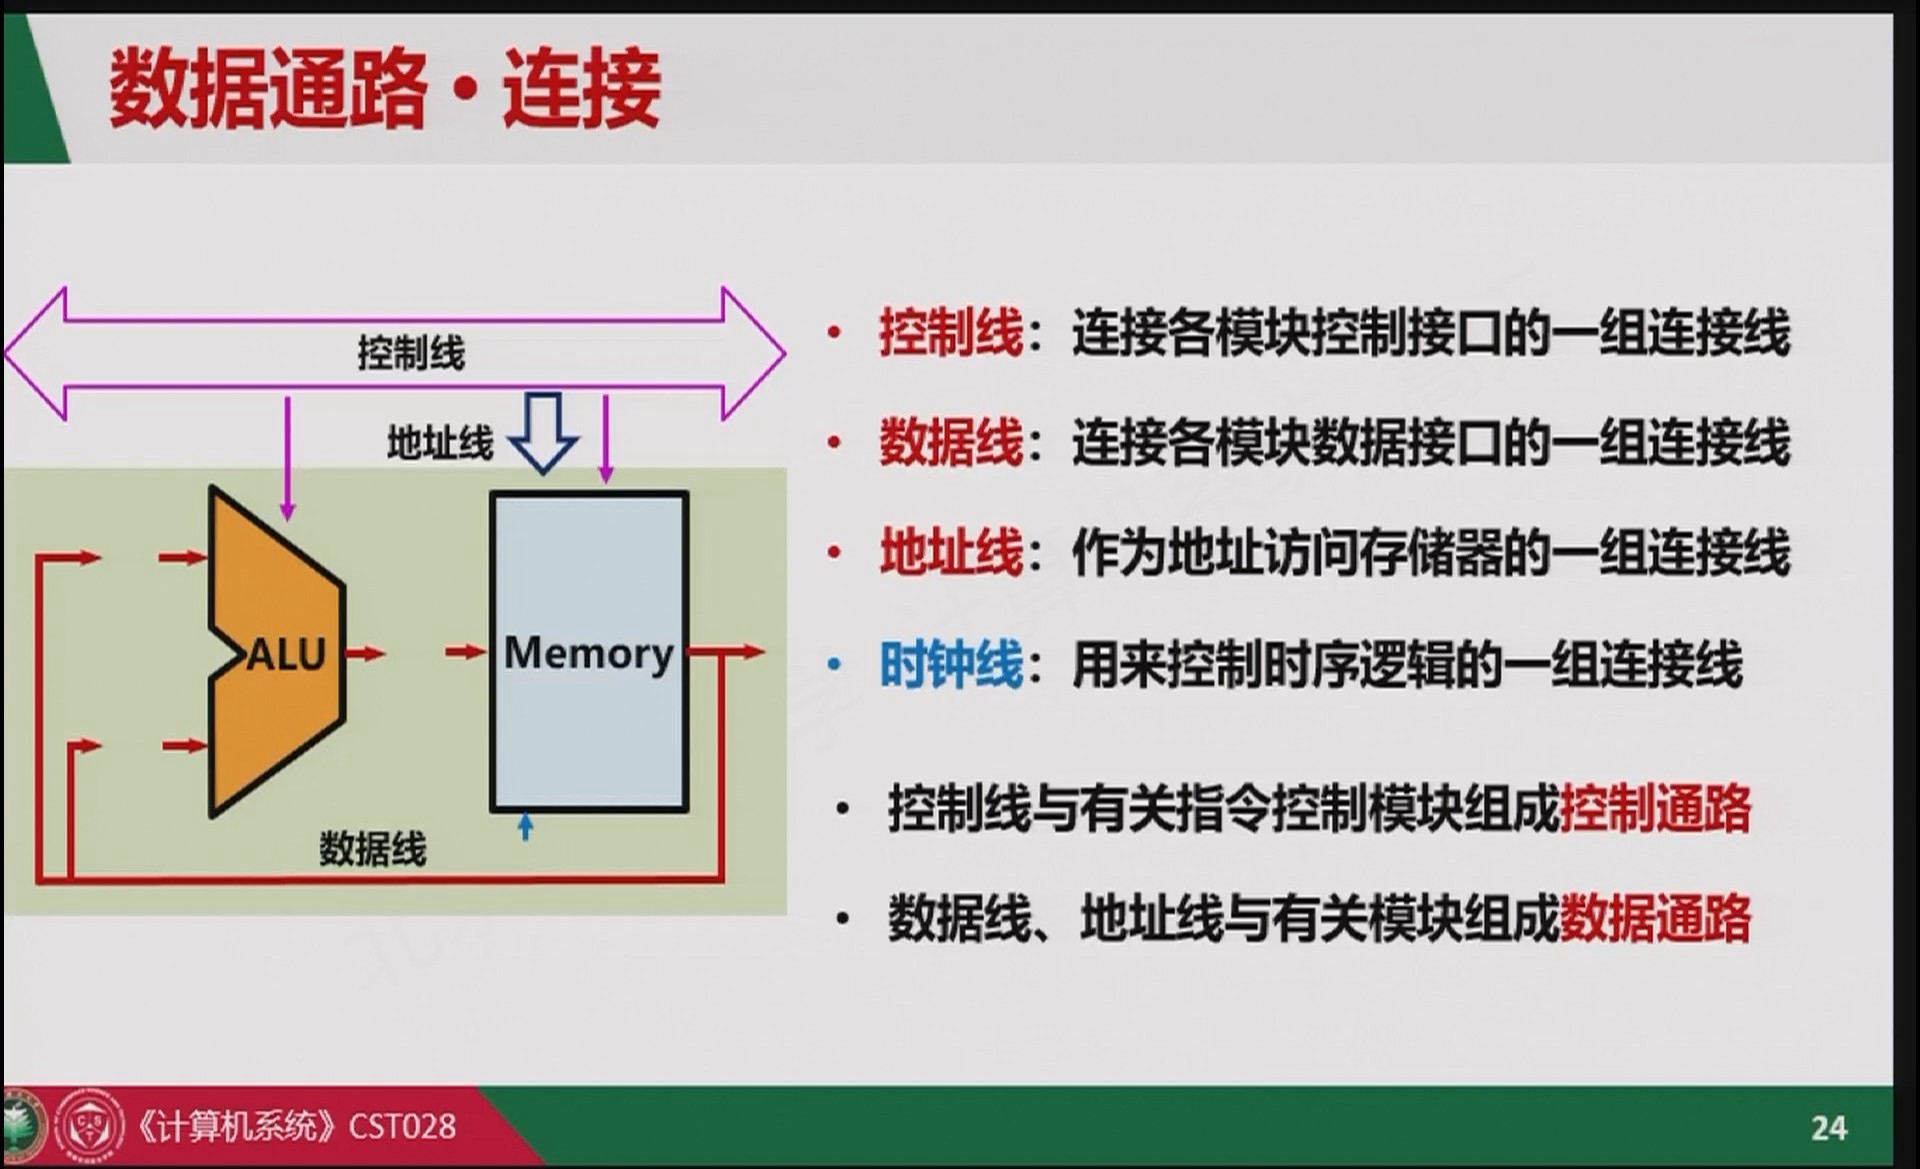 数据通路·连接
控制线
地址线
ALU
Memory
数据线
• 控制线：连接各模块控制接口的一组连接线
• 数据线：连接各模块数据接口的一组连接线
• 地址线：作为地址访问存储器的一组连接线
• 时钟线：用来控制时序逻辑的一组连接线
• 控制线与有关指令控制模块组成控制通路
• 数据线、地址线与有关模块组成数据通路
《计算机系统》CST028
24